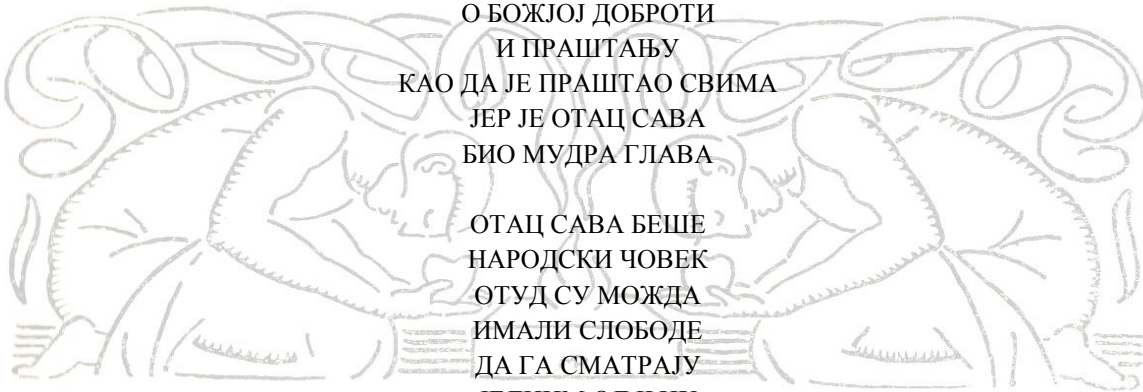 О БОЖЈОЈ ДОБРОТИ
И ПРАШТАЊУ
КАО ДА ЈЕ ПРАШТАО СВИМА
ЈЕР ЈЕ ОТАЦ САВА
БИО МУДРА ГЛАВА
ОТАЦ САВА БЕШЕ
НАРОДСКИ ЧОВЕК
ОТУД СУ МОЖДА
ИМАЛИ СЛОБОДЕ
ДА ГА СМАТРАЈУ